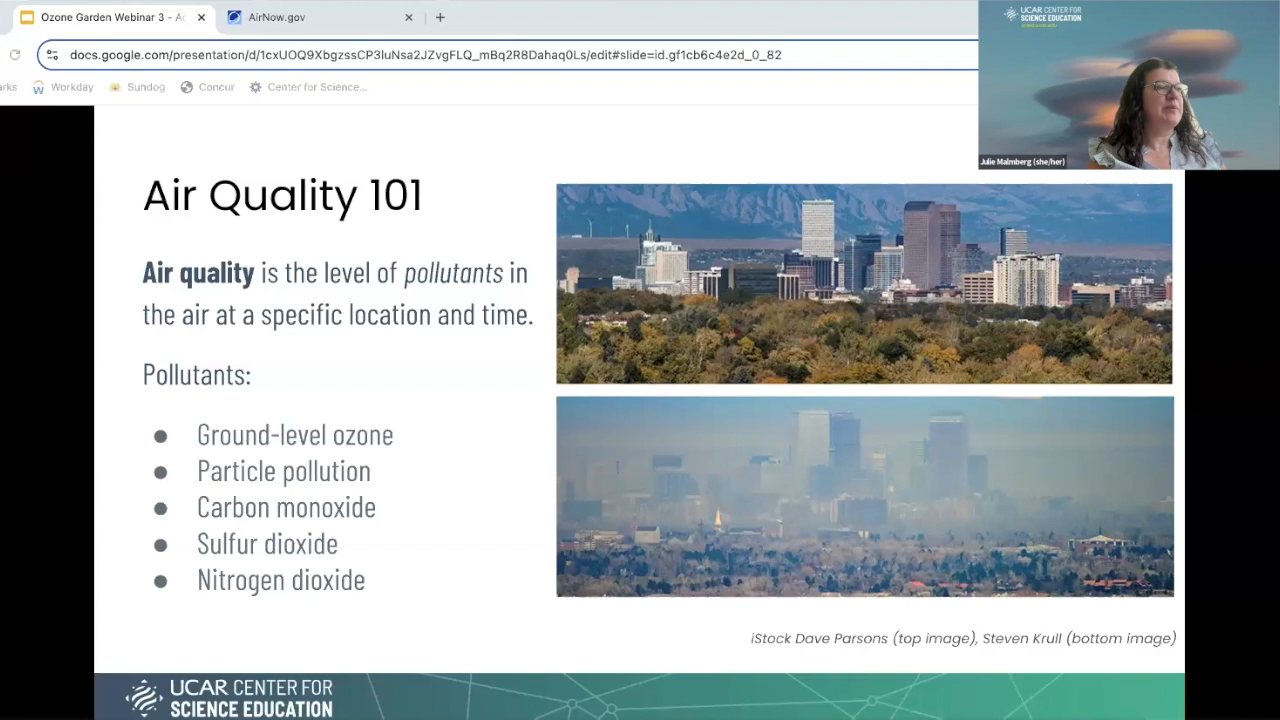 Ozone Garden Webinar 3 - Ac
AirNow.gov
docs.google.com/presentation/d/1cxUOQ9XbgzssCP3luNsa2JZvgFLQ_mBq2R8Dahaq0Ls/edit#slide=id.gf1cb6c4e2d_0_82
arks Workday Sundog Concur Center for Science...
UCAR CENTER FOR
SCIENCE EDUCATION
Julie Malmberg (she/her)
Air Quality 101
Air quality is the level of pollutants in
the air at a specific location and time.
Pollutants:
● Ground-level ozone
● Particle pollution
● Carbon monoxide
● Sulfur dioxide
● Nitrogen dioxide
iStock Dave Parsons (top image), Steven Krull (bottom image)
UCAR CENTER FOR
SCIENCE EDUCATION